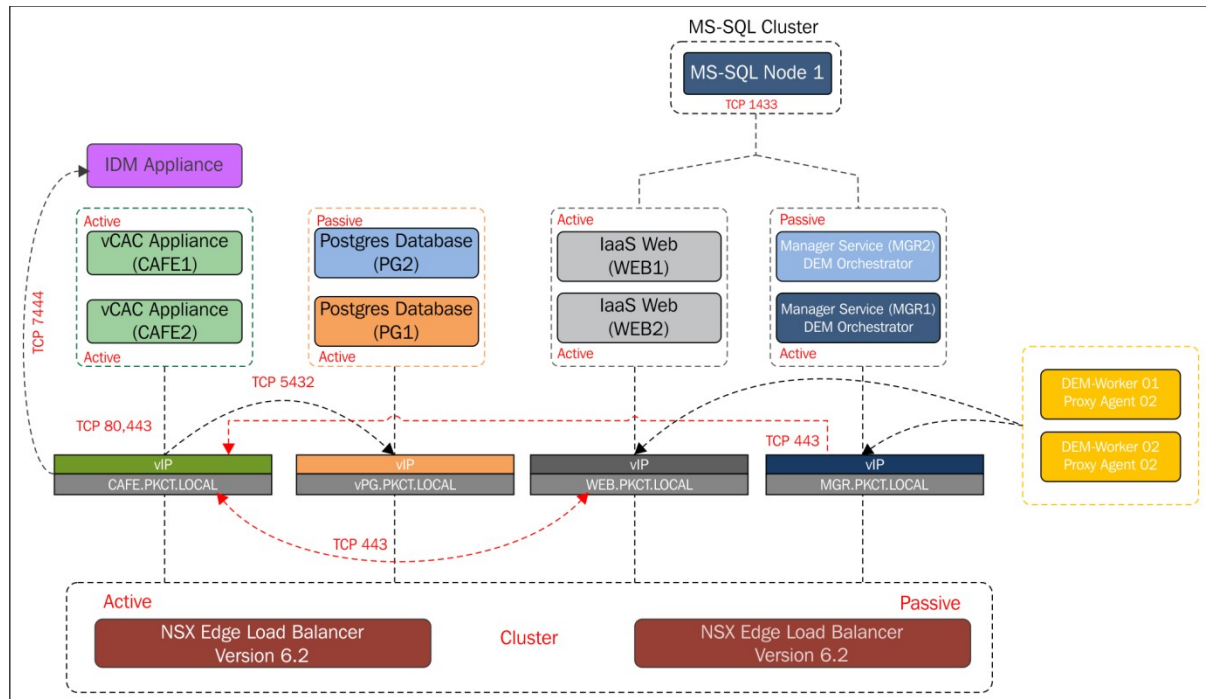 MS-SQL Cluster
MS-SQL Node 1
TCP 1433
IDM Appliance
TCP 7444
Active
vCAC Appliance
(CAFE1)
vCAC Appliance
(CAFE2)
Active
Passive
Postgres Database
(PG2)
Postgres Database
(PG1)
Active
Active
IaaS Web
(WEB1)
IaaS Web
(WEB2)
Active
Passive
Manager Service (MGR2)
DEM Orchestrator
Manager Service (MGR1)
DEM Orchestrator
Active
DEM-Worker 01
Proxy Agent 02
DEM-Worker 02
Proxy Agent 02
TCP 5432
TCP 80,443
TCP 443
vIP
CAFE.PKCT.LOCAL
vIP
vPG.PKCT.LOCAL
vIP
WEB.PKCT.LOCAL
vIP
MGR.PKCT.LOCAL
TCP 443
Active
Passive
NSX Edge Load Balancer
Version 6.2
Cluster
NSX Edge Load Balancer
Version 6.2